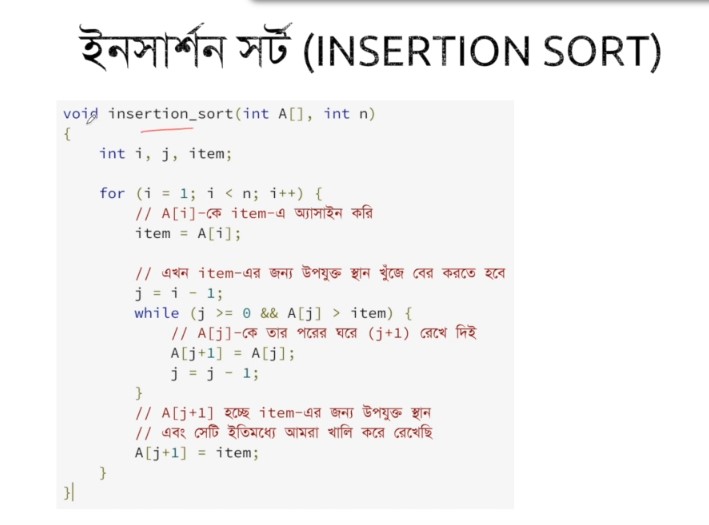 ইনসার্শন সর্ট (INSERTION SORT)
void insertion_sort(int A[], int n)
{
int i, j, item;
for (i = 1; i < n; i++) {
// A[i]-কে item-এ অ্যাসাইন করি
item = A[i];
// এখন item-এর জন্য উপযুক্ত স্থান খুঁজে বের করতে হবে
j = i - 1;
while (j >= 0 && A[j] > item) {
// A[j]-কে তার পরের ঘরে (j+1) রেখে দিই
A[j+1] = A[j];
j = j - 1;
}
// A[j+1] হচ্ছে item-এর জন্য উপযুক্ত স্থান
// এবং সেটি ইতিমধ্যে আমরা খালি করে রেখেছি
A[j+1] = item;
}
}